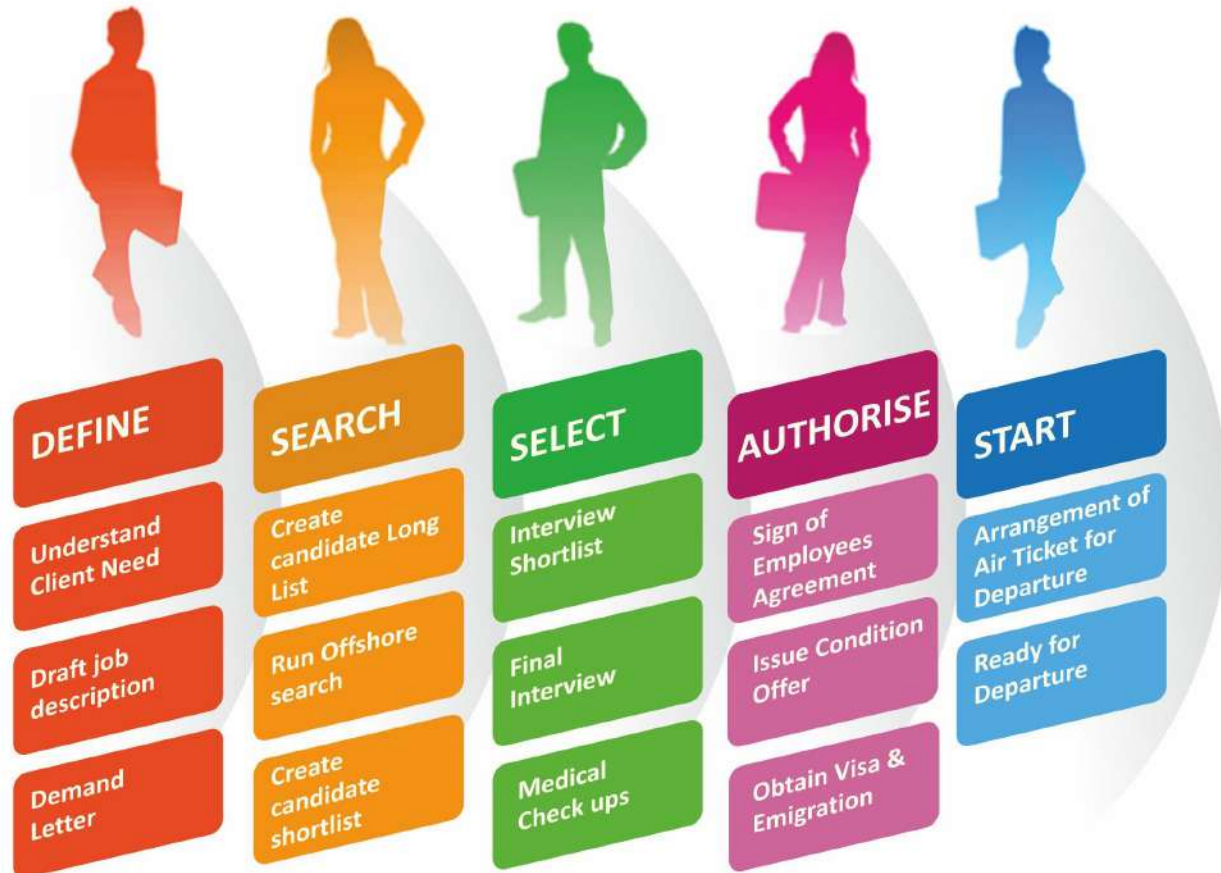 DEFINE
Understand
Client Need
Draft job
description
Demand
Letter
SEARCH
Create
candidate Long
List
Run Offshore
search
Create
candidate
shortlist
SELECT
Interview
Shortlist
Final
Interview
Medical
Check ups
AUTHORISE
Sign of
Employees
Agreement
Issue Condition
Offer
Obtain Visa &
Emigration
START
Arrangement of
Air Ticket for
Departure
Ready for
Departure